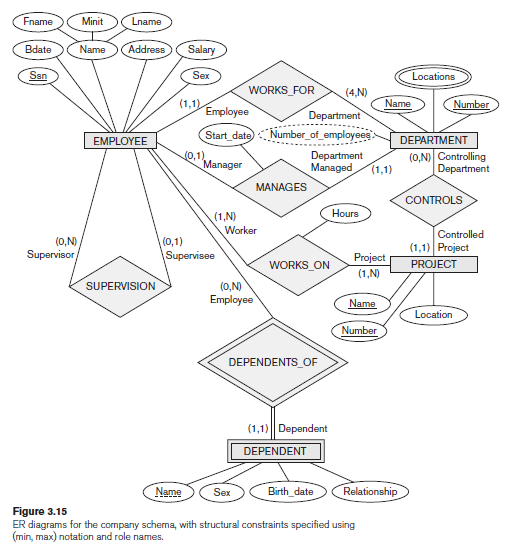 Fname
Minit
Lname
Bdate
Name
Address
Salary
Ssn
Sex
WORKS_FOR
(4,N)
Locations
(1,1)
Employee
Department
Name
Number
Start_date
Number_of_employees
EMPLOYEE
DEPARTMENT
(0,1)
Manager
Department
Managed
(1,1)
(0,N)
Controlling
Department
MANAGES
CONTROLS
(1,N)
Worker
Hours
(0,N)
Supervisor
(0,1)
Supervisee
Controlled
Project
(1,1)
WORKS_ON
Project
(1,N)
PROJECT
SUPERVISION
(0,N)
Employee
Name
Location
Number
DEPENDENTS_OF
(1,1)
Dependent
DEPENDENT
Name
Sex
Birth_date
Relationship
Figure 3.15
ER diagrams for the company schema, with structural constraints specified using
(min, max) notation and role names.